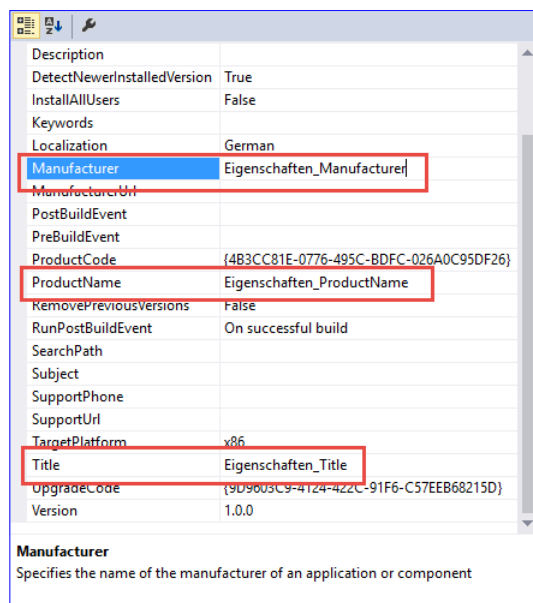 Description
DetectNewerInstalledVersion True
InstallAllUsers False
Keywords
Localization German
Manufacturer Eigenschaften_Manufacturer
ManufacturerUrl
PostBuildEvent
PreBuildEvent
ProductCode {4B3CC81E-0776-495C-BDFC-026A0C95DF26}
ProductName Eigenschaften_ProductName
RemovePreviousVersions False
RunPostBuildEvent On successful build
SearchPath
Subject
SupportPhone
SupportUrl
TargetPlatform x86
Title Eigenschaften_Title
UpgradeCode {9D9603C9-4124-422C-91F6-C57EEB68215D}
Version 1.0.0
Manufacturer
Specifies the name of the manufacturer of an application or component